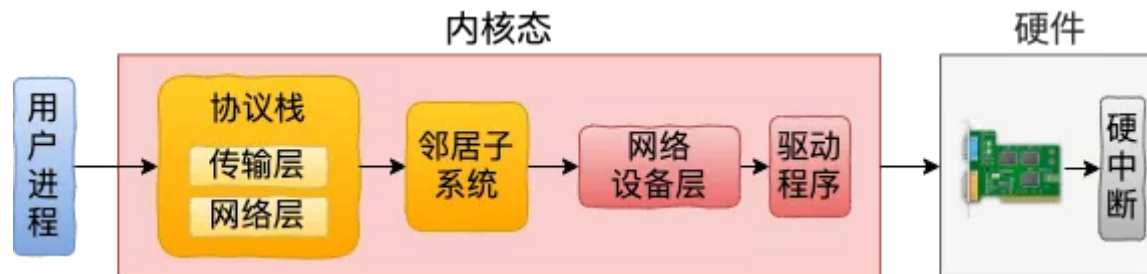 内核态
硬件
用
户
进
程
协议栈
传输层
网络层
邻居子
系统
网络
设备层
驱动
程序
硬
中
断